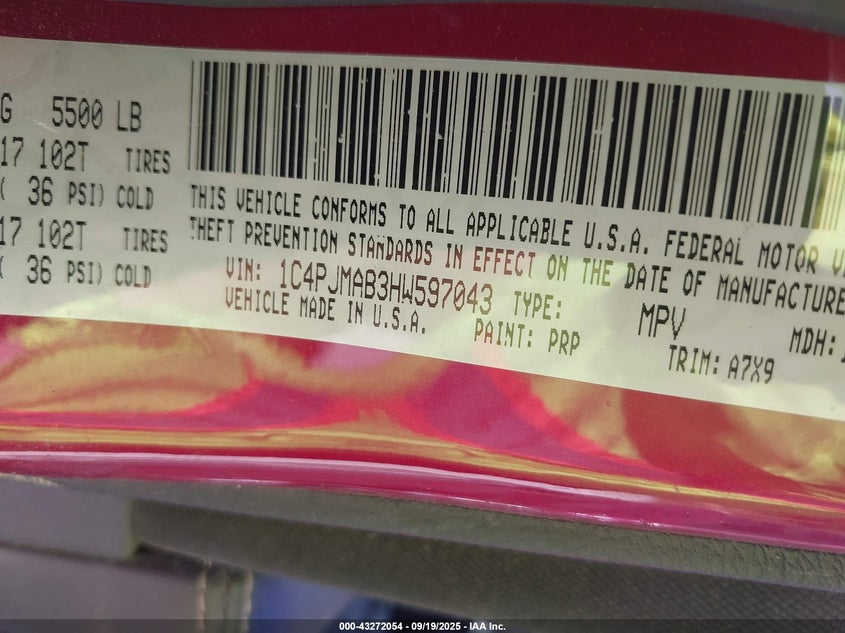 G 5500 LB
17 102T TIRES
( 36 PSI) COLD
17 102T TIRES
( 36 PSI) COLD
THIS VEHICLE CONFORMS TO ALL APPLICABLE U.S.A. FEDERAL MOTOR V
THEFT PREVENTION STANDARDS IN EFFECT ON THE DATE OF MANUFACTURE
VIN: 1C4PJMAB3HW597043 TYPE: MPV MDH:
VEHICLE MADE IN U.S.A. PAINT: PRP TRIM: A7X9
000-43272054 - 09/19/2025 - IAA Inc.